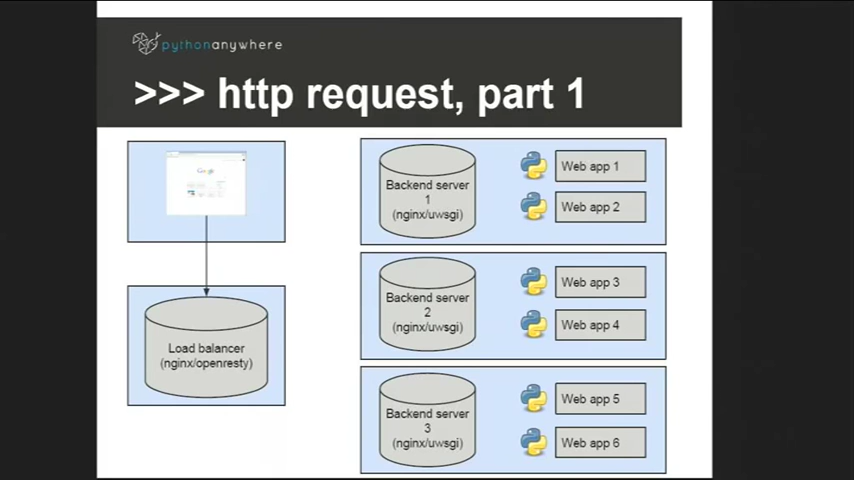 pythonanywhere
>>> http request, part 1
Google
Load balancer
(nginx/openresty)
Backend server
1
(nginx/uwsgi)
Web app 1
Web app 2
Backend server
2
(nginx/uwsgi)
Web app 3
Web app 4
Backend server
3
(nginx/uwsgi)
Web app 5
Web app 6